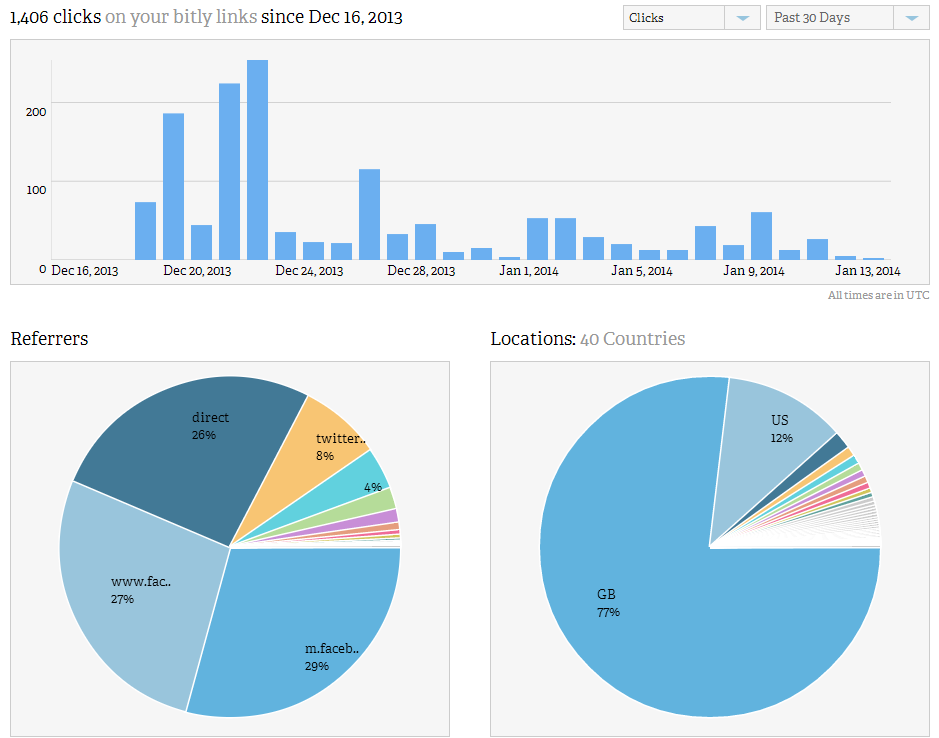 1,406 clicks on your bitly links since Dec 16, 2013
Clicks
Past 30 Days
200
100
0
Dec 16, 2013
Dec 20, 2013
Dec 24, 2013
Dec 28, 2013
Jan 1, 2014
Jan 5, 2014
Jan 9, 2014
Jan 13, 2014
All times are in UTC
Referrers
Locations: 40 Countries
direct
26%
twitter..
8%
4%
www.fac..
27%
m.faceb..
29%
US
12%
GB
77%